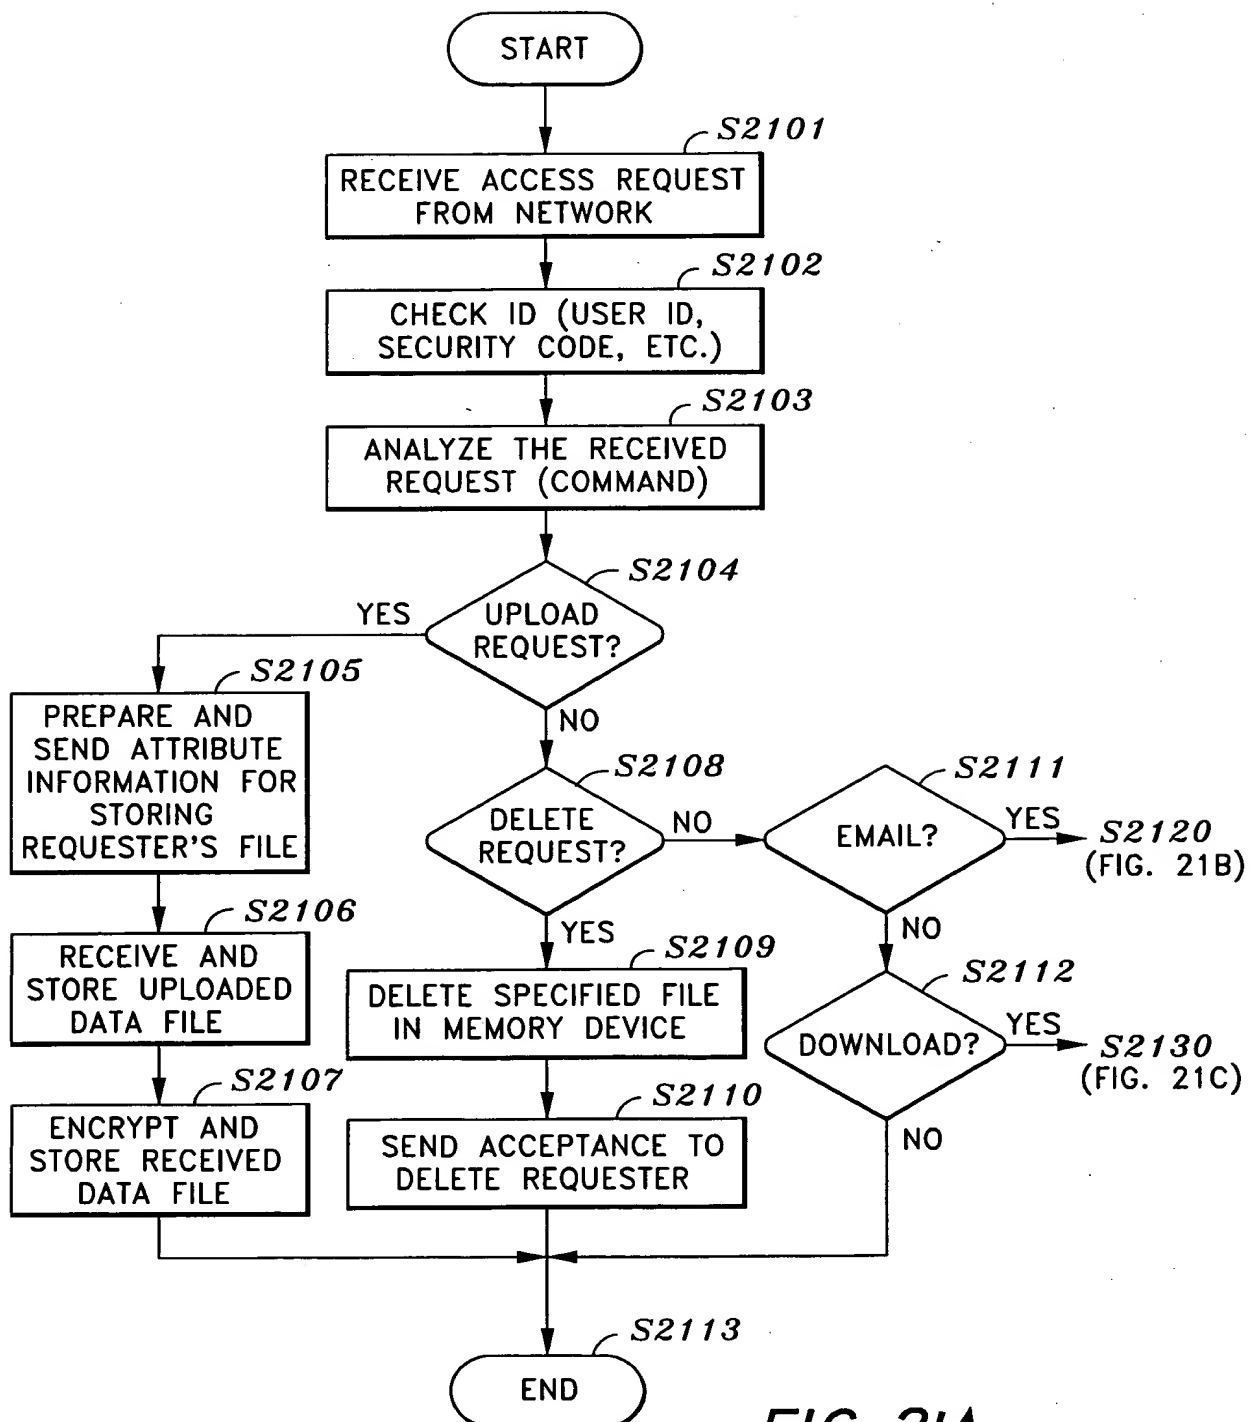 START
S2101
RECEIVE ACCESS REQUEST
FROM NETWORK
S2102
CHECK ID (USER ID,
SECURITY CODE, ETC.)
S2103
ANALYZE THE RECEIVED
REQUEST (COMMAND)
S2104
YES
UPLOAD
REQUEST?
NO
S2105
PREPARE AND
SEND ATTRIBUTE
INFORMATION FOR
STORING
REQUESTER'S FILE
S2106
RECEIVE AND
STORE UPLOADED
DATA FILE
S2107
ENCRYPT AND
STORE RECEIVED
DATA FILE
S2108
DELETE
REQUEST?
NO
YES
S2109
DELETE SPECIFIED FILE
IN MEMORY DEVICE
S2110
SEND ACCEPTANCE TO
DELETE REQUESTER
S2111
EMAIL?
YES
S2120
(FIG. 21B)
NO
S2112
DOWNLOAD?
YES
S2130
(FIG. 21C)
NO
S2113
END
FIG. 21A